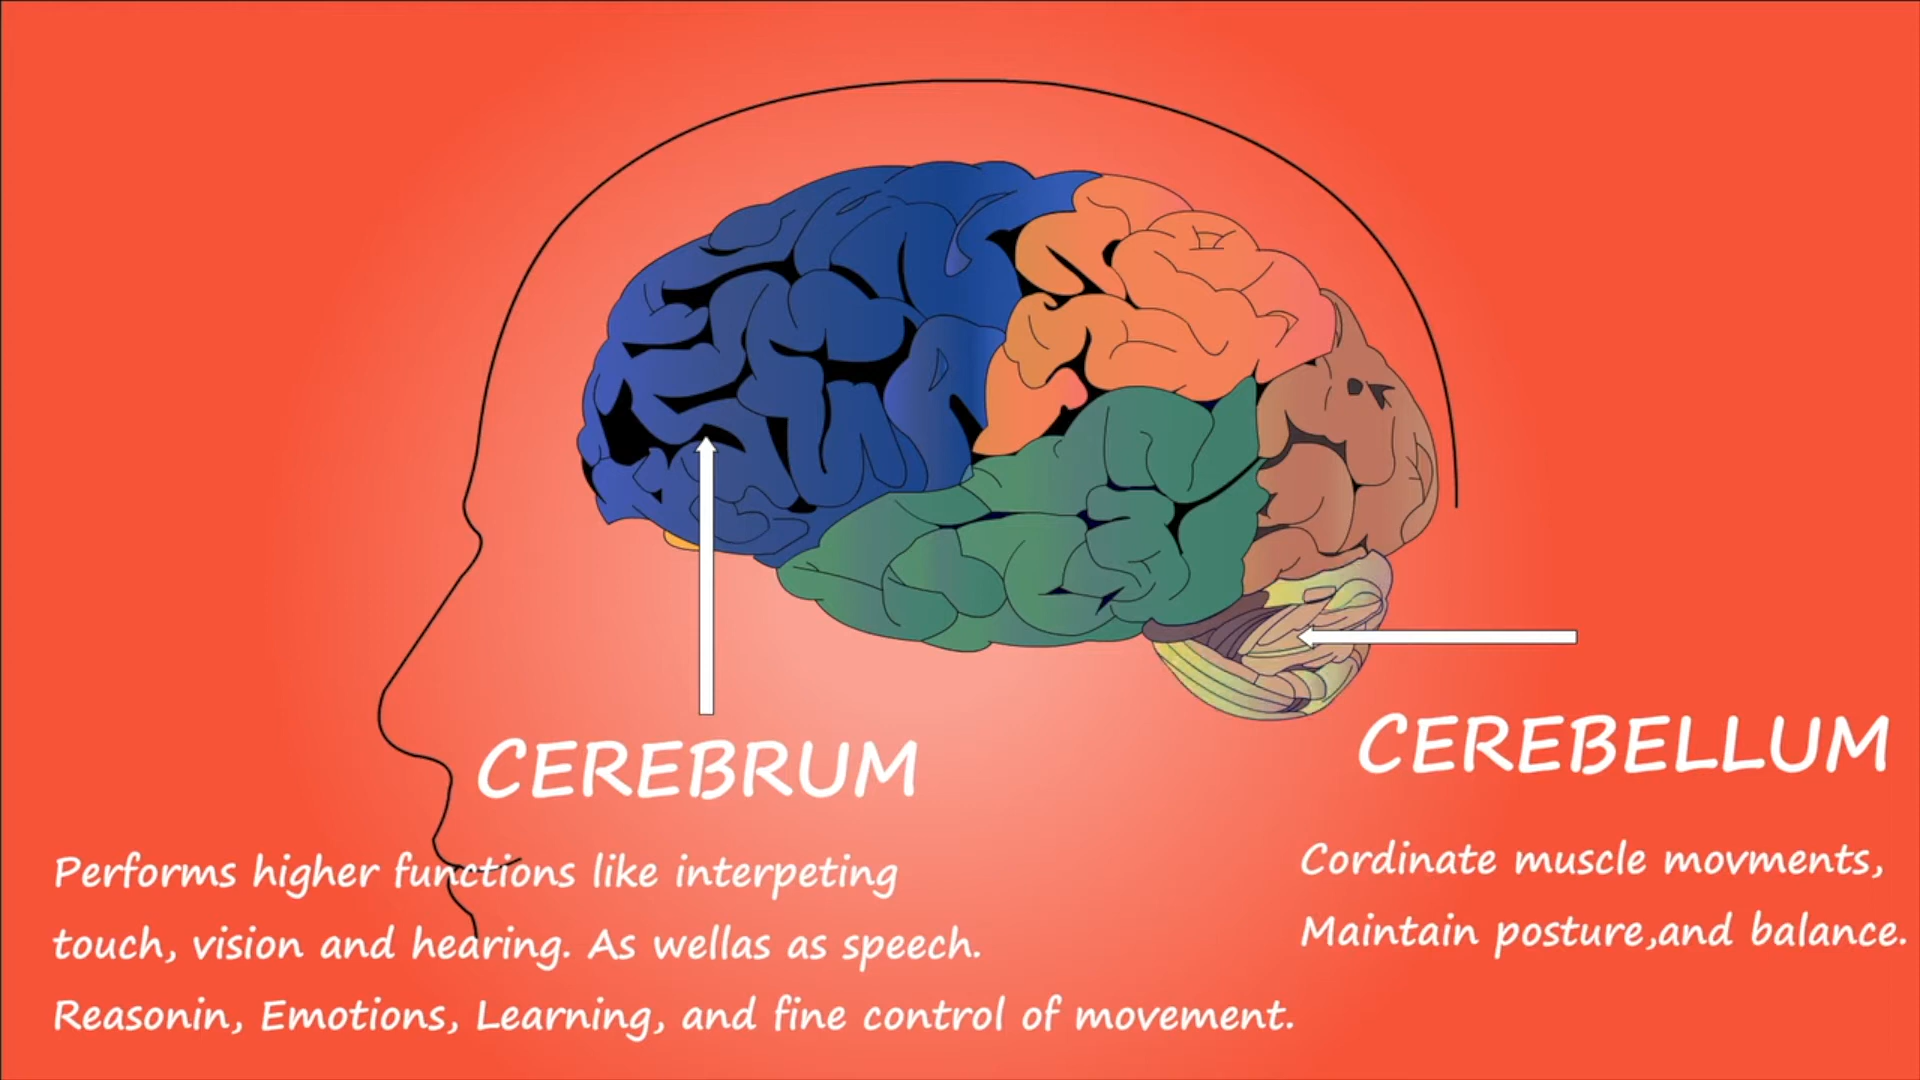 CEREBRUM
Performs higher functions like interpeting
touch, vision and hearing. As wellas as speech.
Reasonin, Emotions, Learning, and fine control of movement.
CEREBELLUM
Cordinate muscle movments,
Maintain posture,and balance.